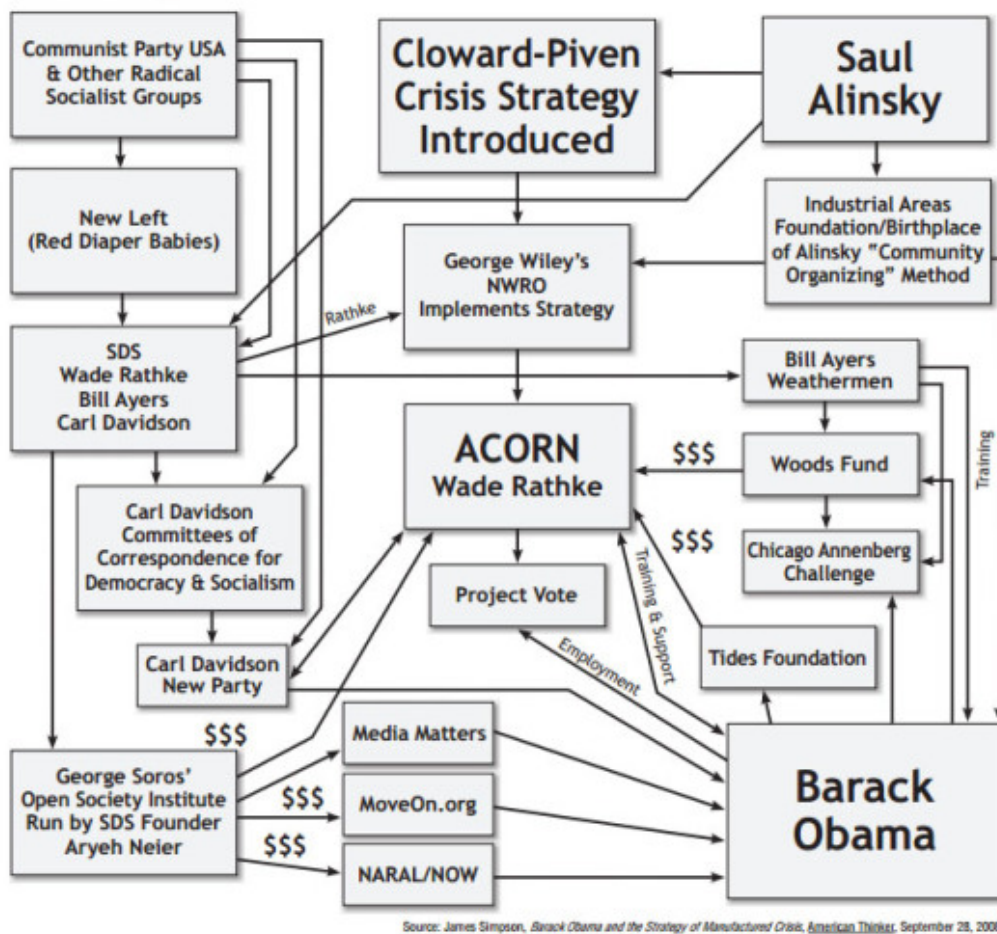 Communist Party USA
& Other Radical
Socialist Groups
Cloward-Piven
Crisis Strategy
Introduced
Saul
Alinsky
New Left
(Red Diaper Babies)
Industrial Areas
Foundation/Birthplace
of Alinsky “Community
Organizing” Method
George Wiley’s
NWRO
Implements Strategy
Rathke
SDS
Wade Rathke
Bill Ayers
Carl Davidson
Bill Ayers
Weathermen
ACORN
Wade Rathke
$$$
Woods Fund
Training
Carl Davidson
Committees of
Correspondence for
Democracy & Socialism
$$$
Chicago Annenberg
Challenge
Project Vote
Training & Support
Employment
Carl Davidson
New Party
Tides Foundation
$$$
Media Matters
George Soros’
Open Society Institute
Run by SDS Founder
Aryeh Neier
$$$
MoveOn.org
$$$
NARAL/NOW
Barack
Obama
Source: James Simpson, Barack Obama and the Strategy of Manufactured Crisis, American Thinker, September 28,